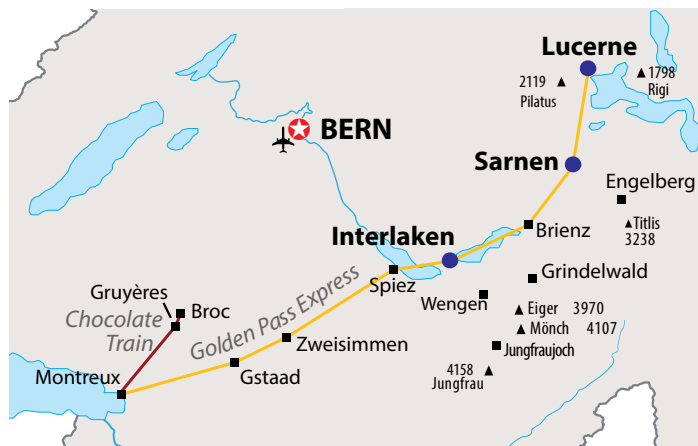 Lucerne
2119
Pilatus
1798
Rigi
BERN
Sarnen
Engelberg
Titlis
3238
Interlaken
Brienz
Spiez
Grindelwald
Wengen
Eiger 3970
Mönch 4107
Jungfraujoch
4158
Jungfrau
Gruyères
Broc
Chocolate
Train
Golden Pass Express
Zweisimmen
Gstaad
Montreux